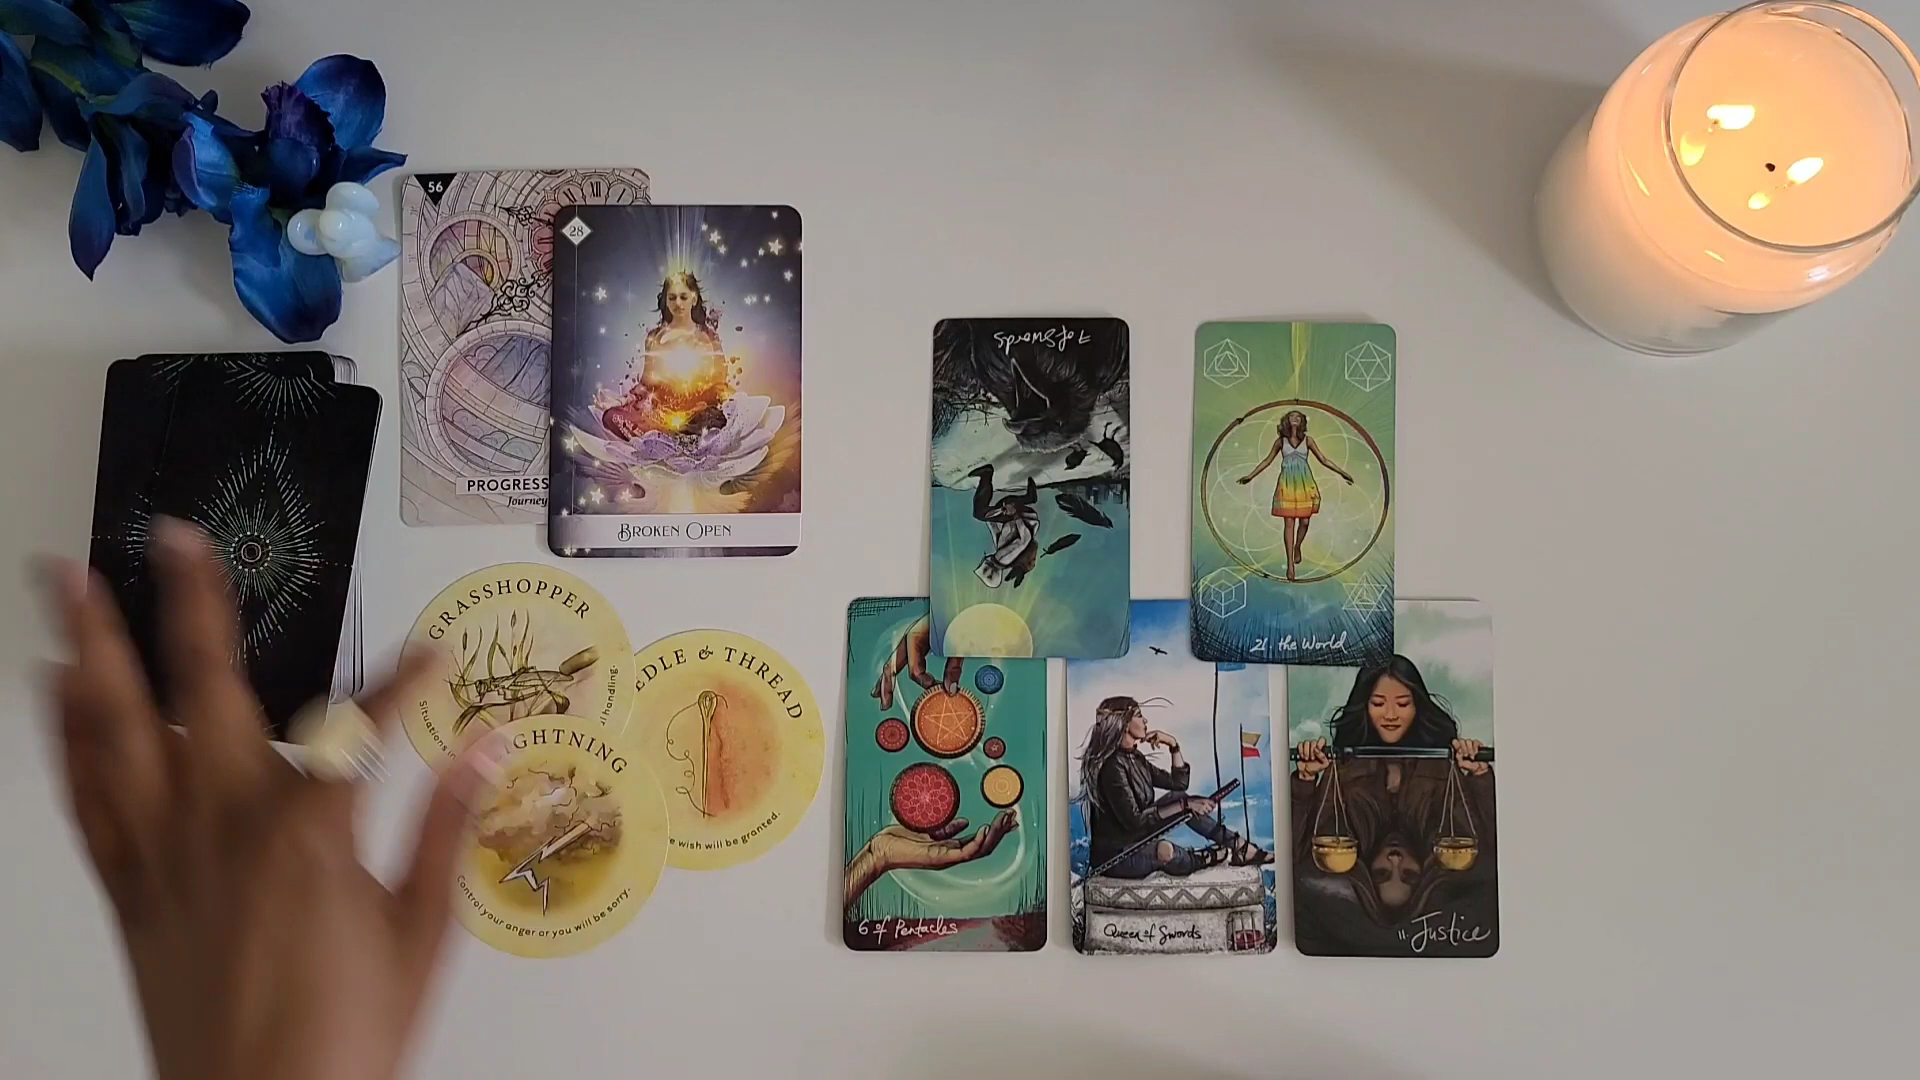 56
PROGRESS
Journey
28
BROKEN OPEN
GRASSHOPPER
Situations
handling.
EDLE & THREAD
e wish will be granted.
GHTNING
Control your anger or you will be sorry.
7 of Swords
21. the World
6 of Pentacles
Queen of Swords
11. Justice
XII
I